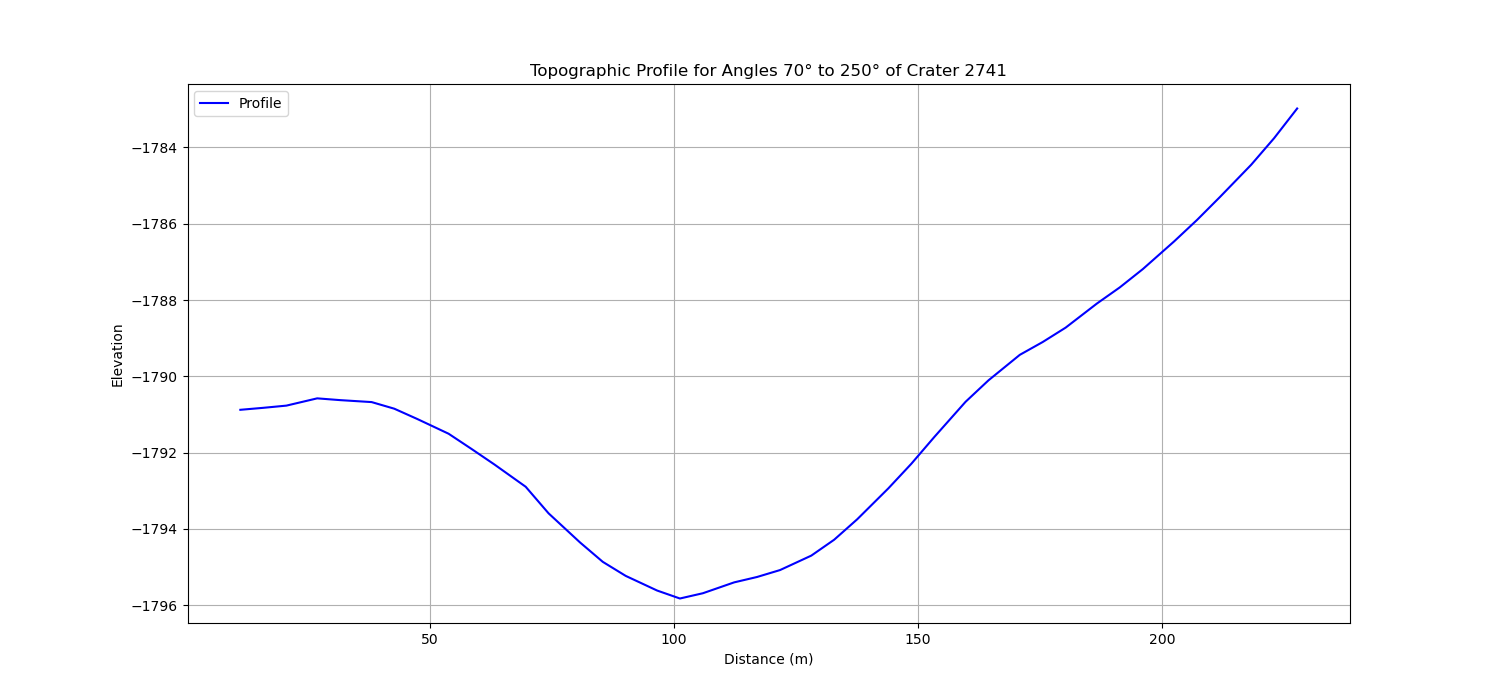 Topographic Profile for Angles 70° to 250° of Crater 2741
Profile
−1784
−1786
−1788
−1790
−1792
−1794
−1796
Elevation
50
100
150
200
Distance (m)